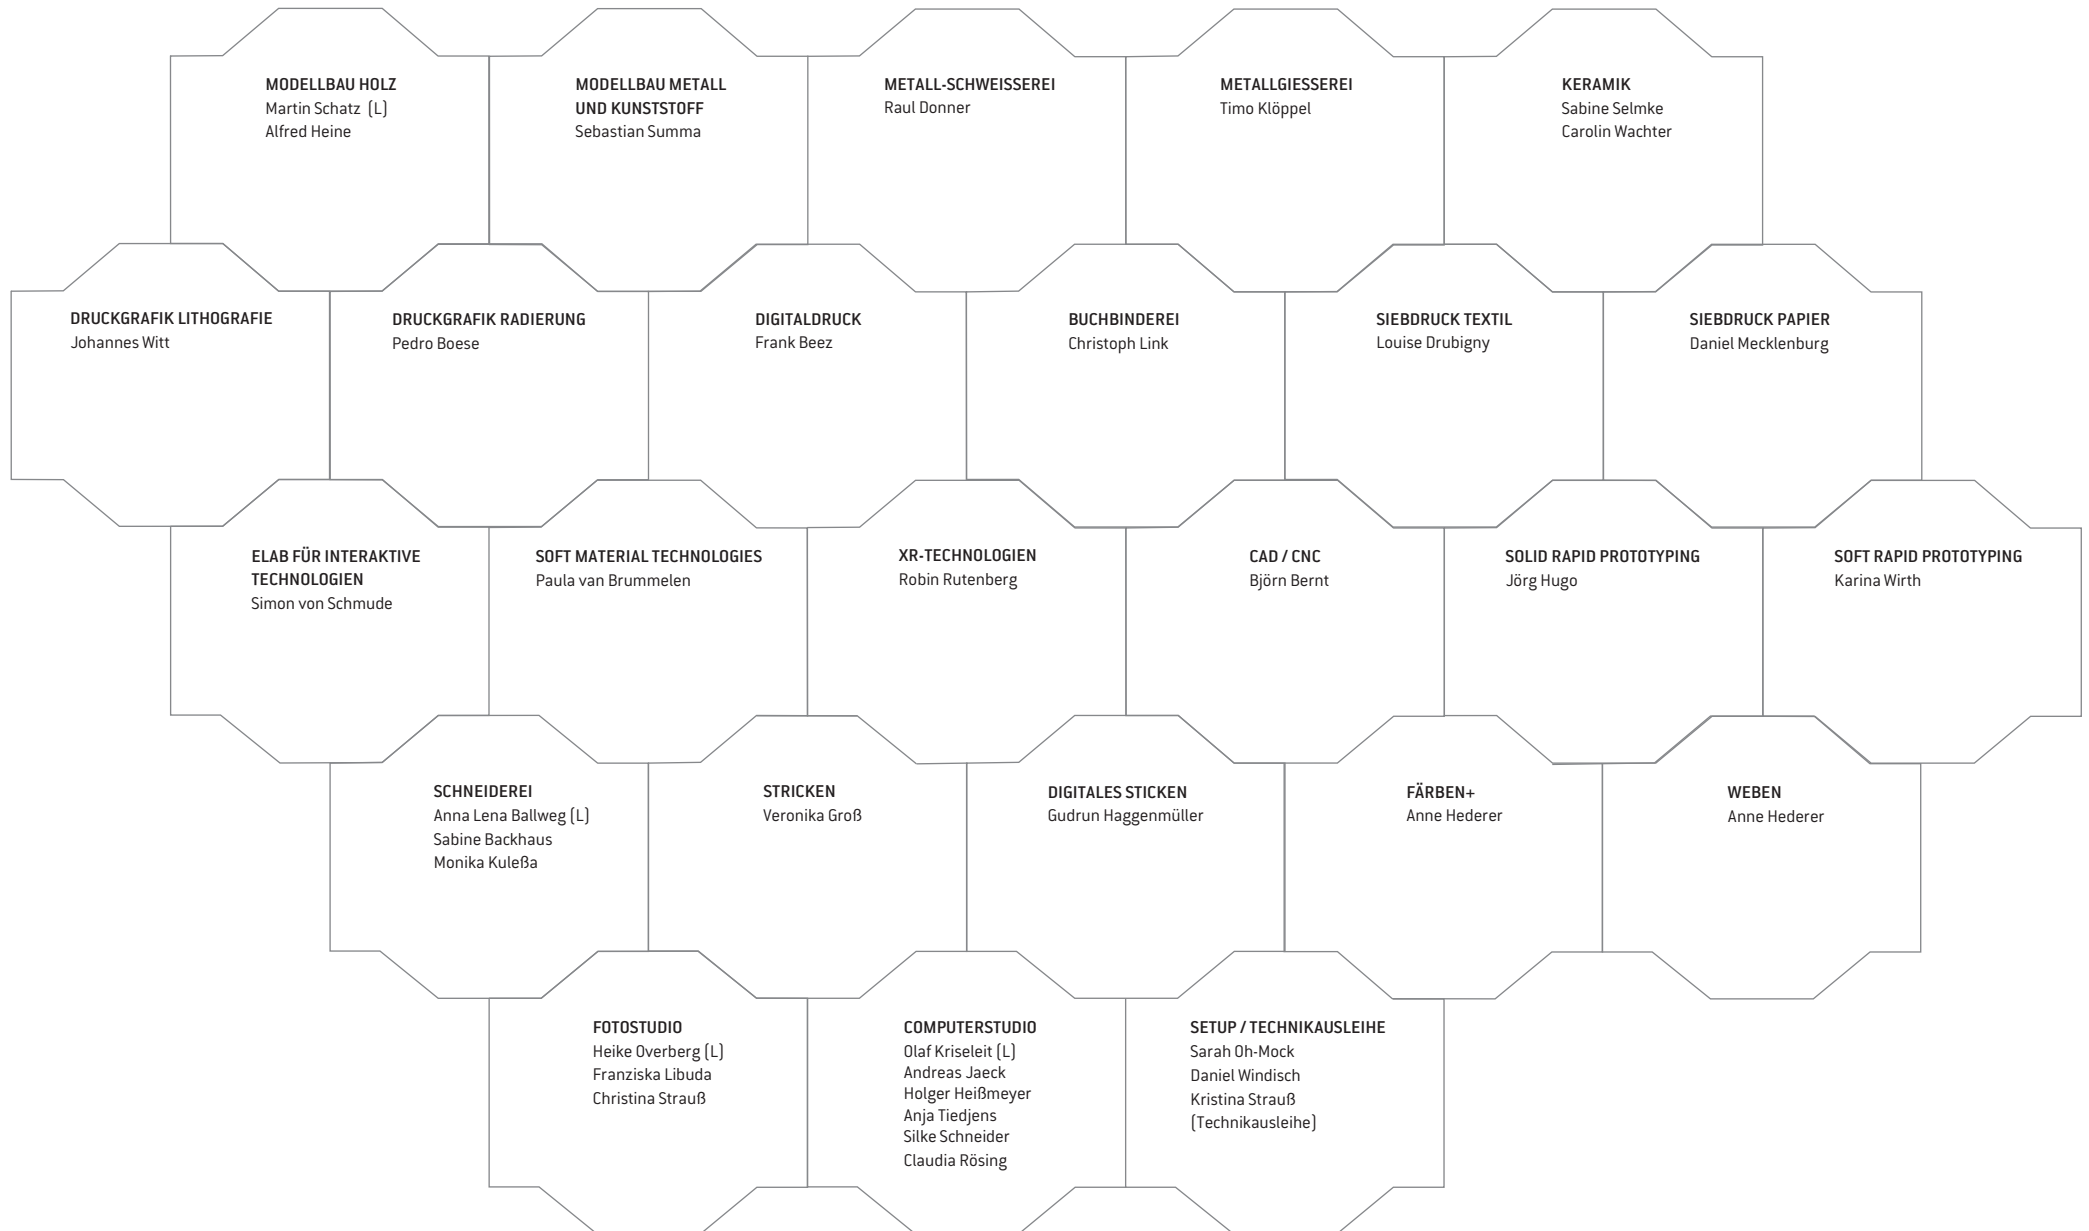 MODELLBAU HOLZ
Martin Schatz (L)
Alfred Heine
MODELLBAU METALL
UND KUNSTSTOFF
Sebastian Summa
METALL-SCHWEISSEREI
Raul Donner
METALLGIESSEREI
Timo Klöppel
KERAMIK
Sabine Selmke
Carolin Wachter
DRUCKGRAFIK LITHOGRAFIE
Johannes Witt
DRUCKGRAFIK RADIERUNG
Pedro Boese
DIGITALDRUCK
Frank Beez
BUCHBINDEREI
Christoph Link
SIEBDRUCK TEXTIL
Louise Drubigny
SIEBDRUCK PAPIER
Daniel Mecklenburg
ELAB FÜR INTERAKTIVE
TECHNOLOGIEN
Simon von Schmude
SOFT MATERIAL TECHNOLOGIES
Paula van Brummelen
XR-TECHNOLOGIEN
Robin Rutenberg
CAD / CNC
Björn Bernt
SOLID RAPID PROTOTYPING
Jörg Hugo
SOFT RAPID PROTOTYPING
Karina Wirth
SCHNEIDEREI
Anna Lena Ballweg (L)
Sabine Backhaus
Monika Kuleßa
STRICKEN
Veronika Groß
DIGITALES STICKEN
Gudrun Haggenmüller
FÄRBEN+
Anne Hederer
WEBEN
Anne Hederer
FOTOSTUDIO
Heike Overberg (L)
Franziska Libuda
Christina Strauß
COMPUTERSTUDIO
Olaf Kriseleit (L)
Andreas Jaeck
Holger Heißmeyer
Anja Tiedjens
Silke Schneider
Claudia Rösing
SETUP / TECHNIKAUSLEIHE
Sarah Oh-Mock
Daniel Windisch
Kristina Strauß
(Technikausleihe)